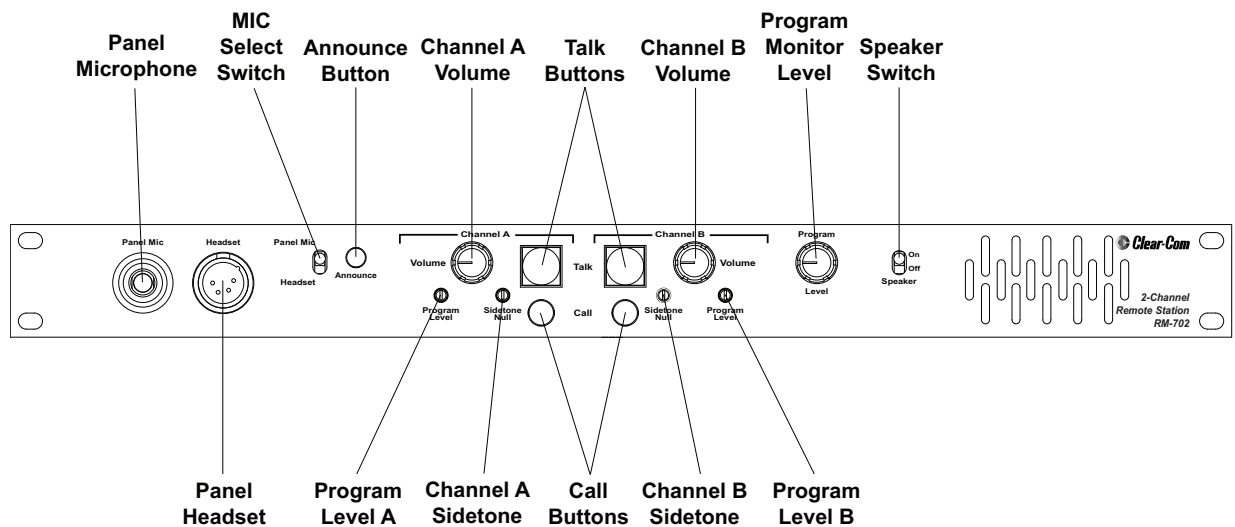 Panel
Microphone
MIC
Select
Switch
Announce
Button
Channel A
Volume
Talk
Buttons
Channel B
Volume
Program
Monitor
Level
Speaker
Switch
Panel Mic
Headset
Panel Mic
Headset
Announce
Channel A
Volume
Program
Level
Sidetone
Null
Talk
Call
Channel B
Volume
Sidetone
Null
Program
Level
Program
Level
On
Off
Speaker
Clear-Com
2-Channel
Remote Station
RM-702
Panel
Headset
Program
Level A
Channel A
Sidetone
Call
Buttons
Channel B
Sidetone
Program
Level B